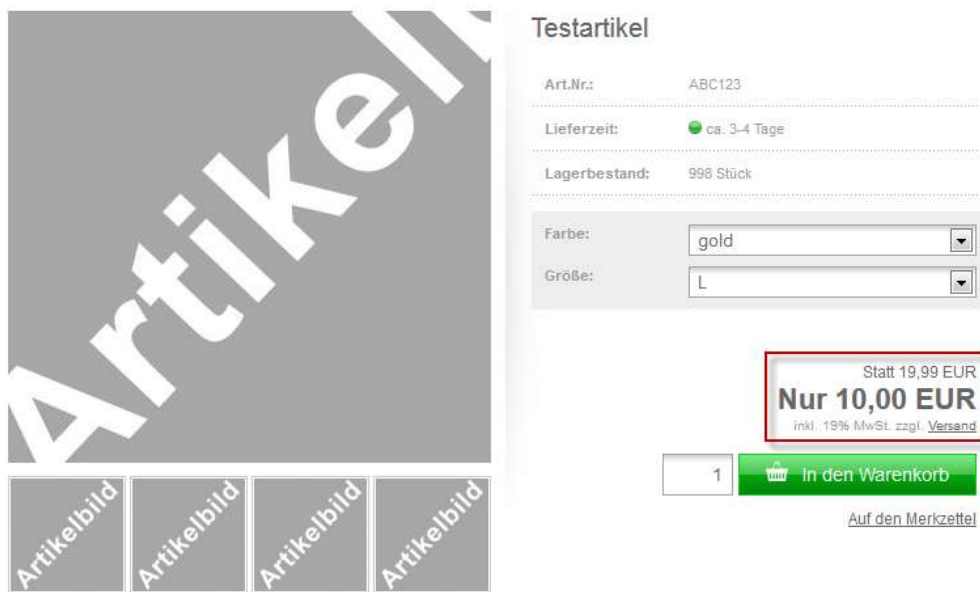 Artikelb
Testartikel
Art.Nr.: ABC123
Lieferzeit: ca. 3-4 Tage
Lagerbestand: 998 Stück
Farbe: gold
Größe: L
Statt 19,99 EUR
Nur 10,00 EUR
inkl. 19% MwSt. zzgl. Versand
1 In den Warenkorb
Auf den Merkzettel
Artikelbild Artikelbild Artikelbild Artikelbild